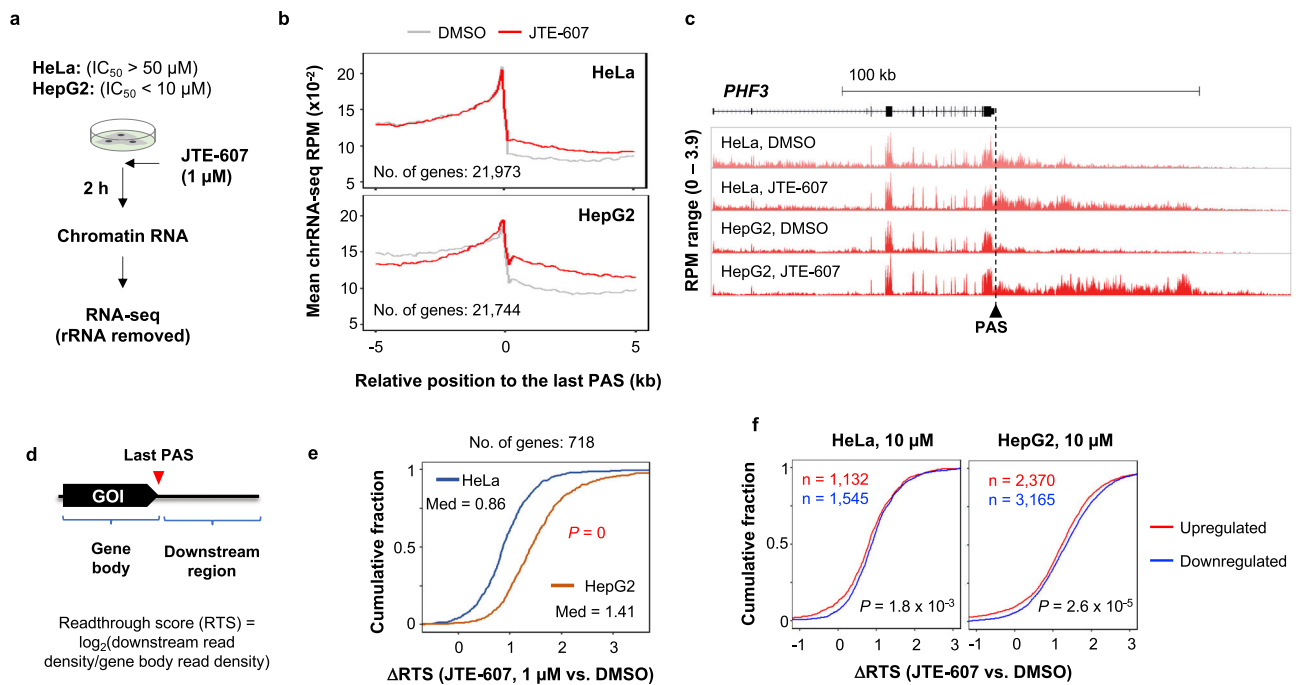 a
HeLa: (IC50 > 50 µM)
HepG2: (IC50 < 10 µM)
JTE-607
(1 µM)
2 h
Chromatin RNA
RNA-seq
(rRNA removed)
b
DMSO JTE-607
Mean chrRNA-seq RPM (x10-2)
20
15
10
5
HeLa
No. of genes: 21,973
20
15
10
5
HepG2
No. of genes: 21,744
-5 0 5
Relative position to the last PAS (kb)
c
100 kb
PHF3
RPM range (0 – 3.9)
HeLa, DMSO
HeLa, JTE-607
HepG2, DMSO
HepG2, JTE-607
PAS
d
Last PAS
GOI
Gene
body
Downstream
region
Readthrough score (RTS) =
log2(downstream read
density/gene body read density)
e
No. of genes: 718
Cumulative fraction
1
0.5
0
HeLa
Med = 0.86
P = 0
HepG2
Med = 1.41
0 1 2 3
ΔRTS (JTE-607, 1 µM vs. DMSO)
f
HeLa, 10 µM
HepG2, 10 µM
Cumulative fraction
1
0.5
0
n = 1,132
n = 1,545
P = 1.8 x 10-3
n = 2,370
n = 3,165
P = 2.6 x 10-5
-1 0 1 2 3
-1 0 1 2 3
ΔRTS (JTE-607 vs. DMSO)
Upregulated
Downregulated